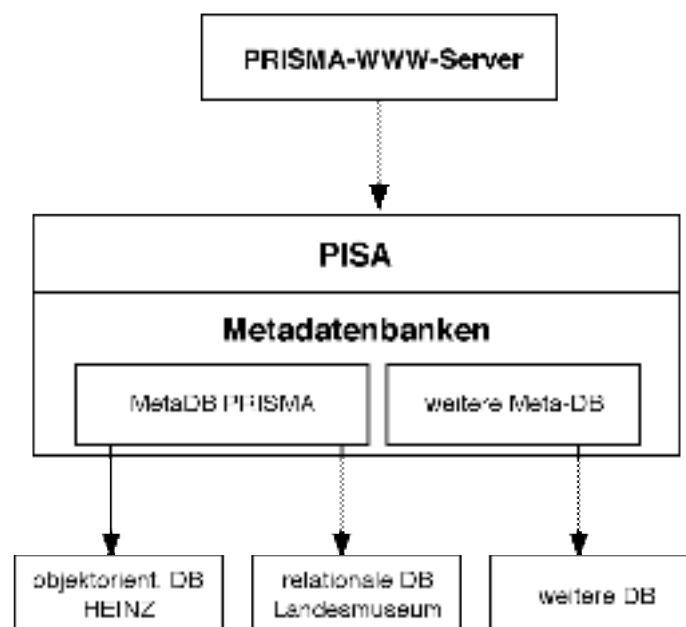 PRISMA-WWW-Server
PISA
Metadatenbanken
MetaDB PRISMA
weitere Meta-DB
objektorient. DB
HEINZ
relationale DB
Landesmuseum
weitere DB